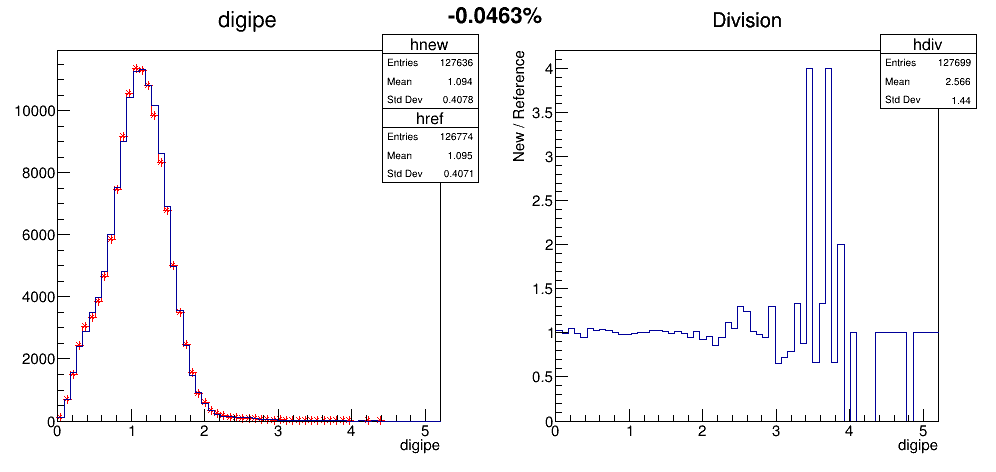 -0.0463%
digipe
hnew
Entries 127636
Mean 1.094
Std Dev 0.4078
href
Entries 126774
Mean 1.095
Std Dev 0.4071
10000
8000
6000
4000
2000
0
0 1 2 3 4 5
digipe
Division
hdiv
Entries 127699
Mean 2.566
Std Dev 1.44
New / Reference
4
3.5
3
2.5
2
1.5
1
0.5
0
0 1 2 3 4 5
digipe